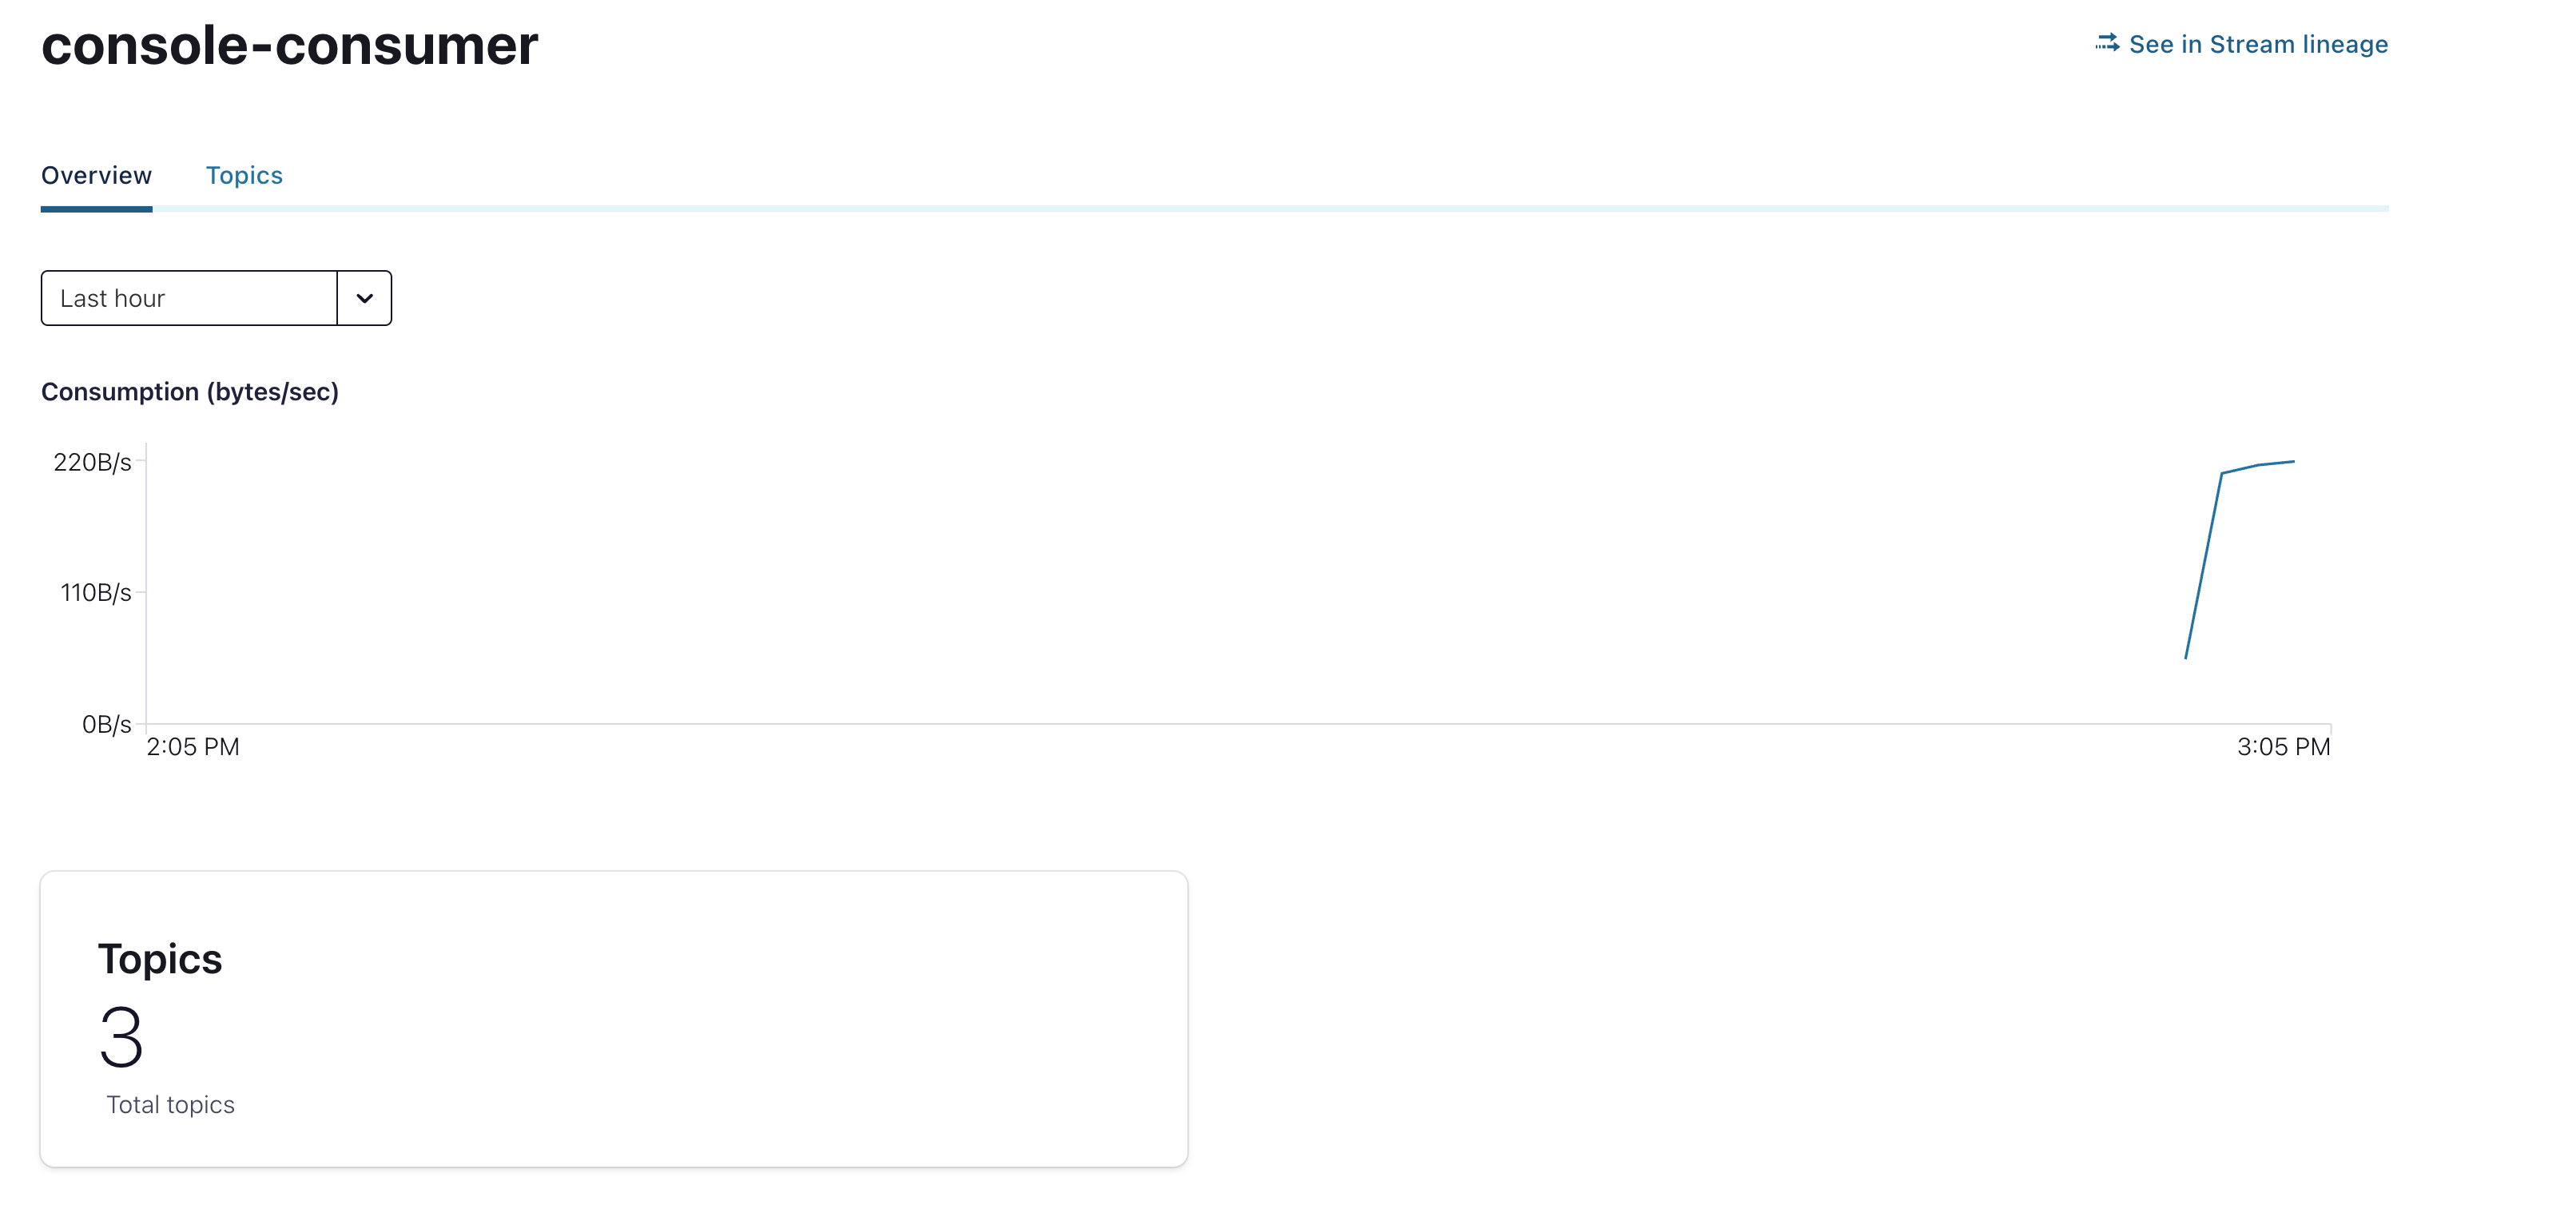 console-consumer
See in Stream lineage
Overview
Topics
Last hour
Consumption (bytes/sec)
220B/s
110B/s
0B/s
2:05 PM
3:05 PM
Topics
3
Total topics